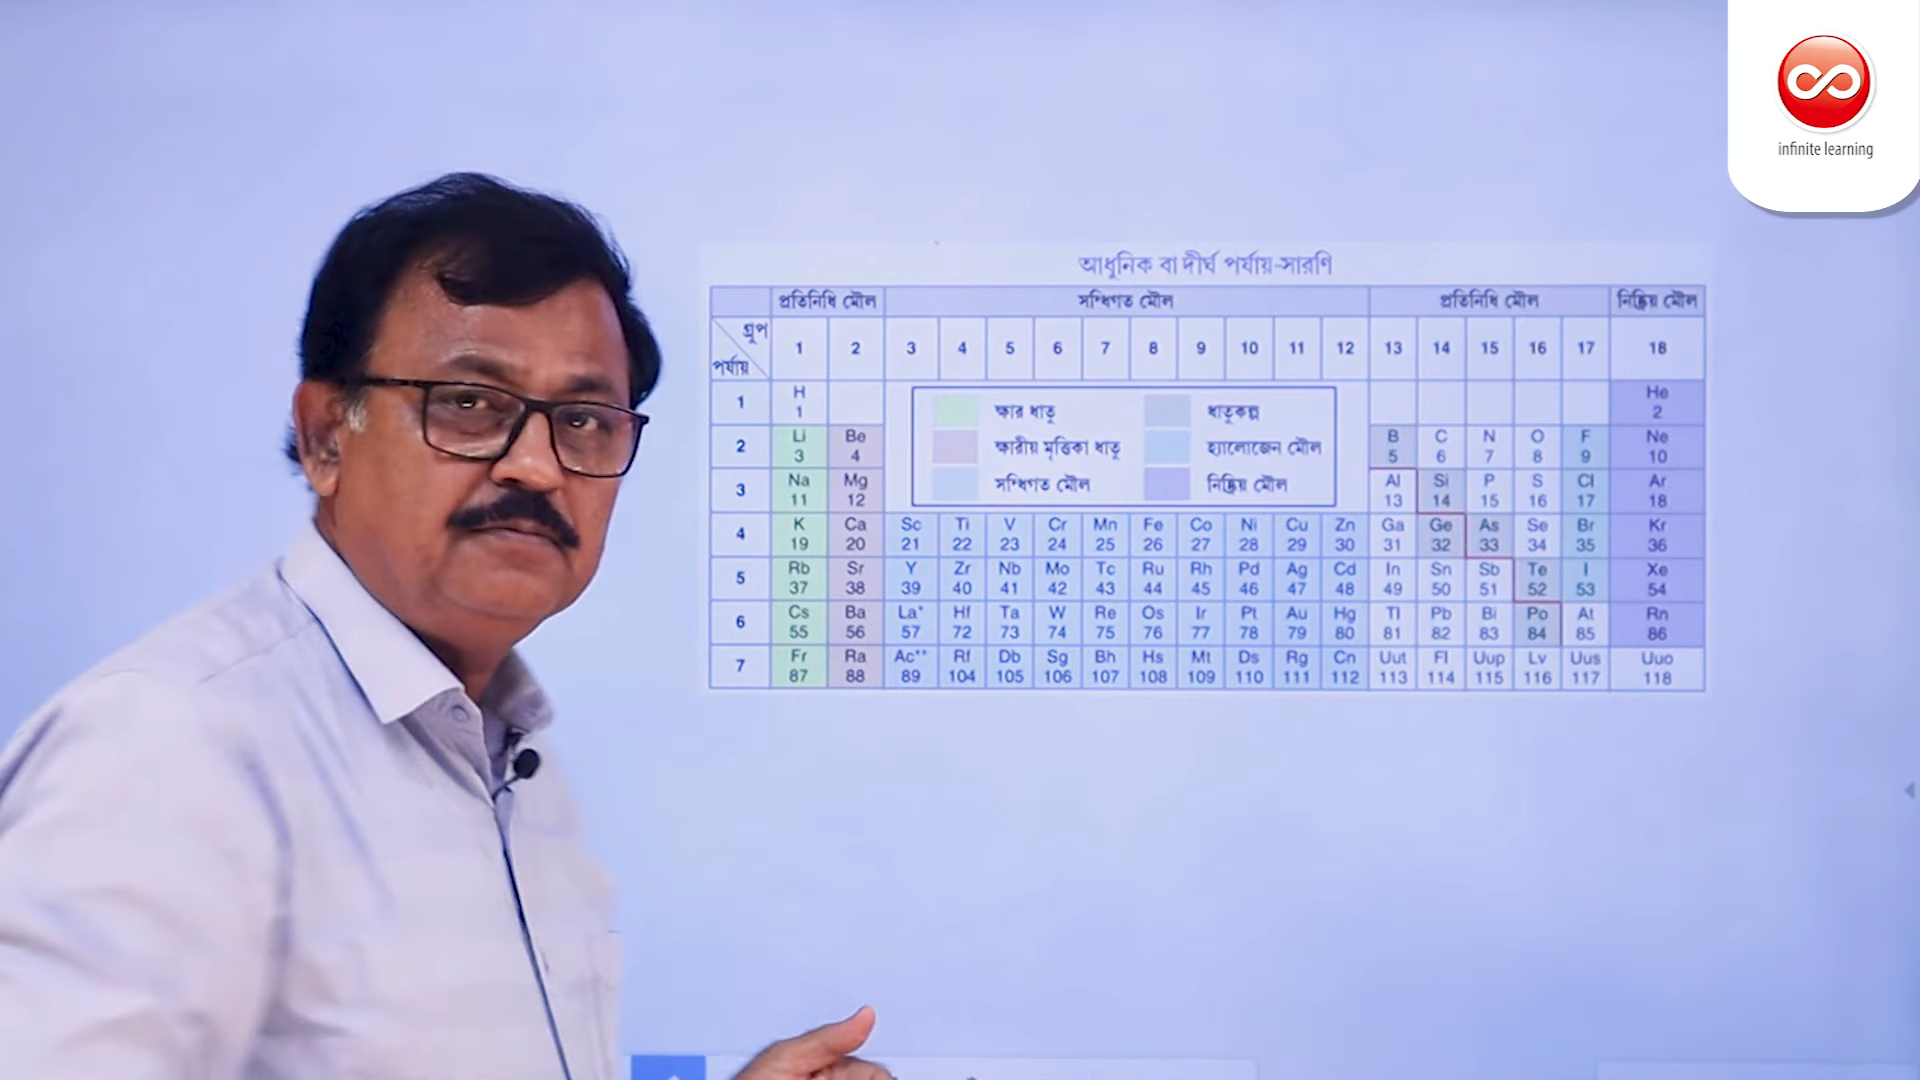 infinite learning
আধুনিক বা দীর্ঘ পর্যায়-সারণি
প্রতিনিধি মৌল সন্ধিগত মৌল প্রতিনিধি মৌল নিষ্ক্রিয় মৌল
গ্রুপ
পর্যায় 1 2 3 4 5 6 7 8 9 10 11 12 13 14 15 16 17 18
H He
1 1 2
ক্ষার ধাতু ধাতুকল্প
Li Be B C N O F Ne
2 3 4 5 6 7 8 9 10
ক্ষারীয় মৃত্তিকা ধাতু হ্যালোজেন মৌল
Na Mg Al Si P S Cl Ar
3 11 12 13 14 15 16 17 18
সন্ধিগত মৌল নিষ্ক্রিয় মৌল
K Ca Sc Ti V Cr Mn Fe Co Ni Cu Zn Ga Ge As Se Br Kr
4 19 20 21 22 23 24 25 26 27 28 29 30 31 32 33 34 35 36
Rb Sr Y Zr Nb Mo Tc Ru Rh Pd Ag Cd In Sn Sb Te I Xe
5 37 38 39 40 41 42 43 44 45 46 47 48 49 50 51 52 53 54
Cs Ba La* Hf Ta W Re Os Ir Pt Au Hg Tl Pb Bi Po At Rn
6 55 56 57 72 73 74 75 76 77 78 79 80 81 82 83 84 85 86
Fr Ra Ac** Rf Db Sg Bh Hs Mt Ds Rg Cn Uut Fl Uup Lv Uus Uuo
7 87 88 89 104 105 106 107 108 109 110 111 112 113 114 115 116 117 118